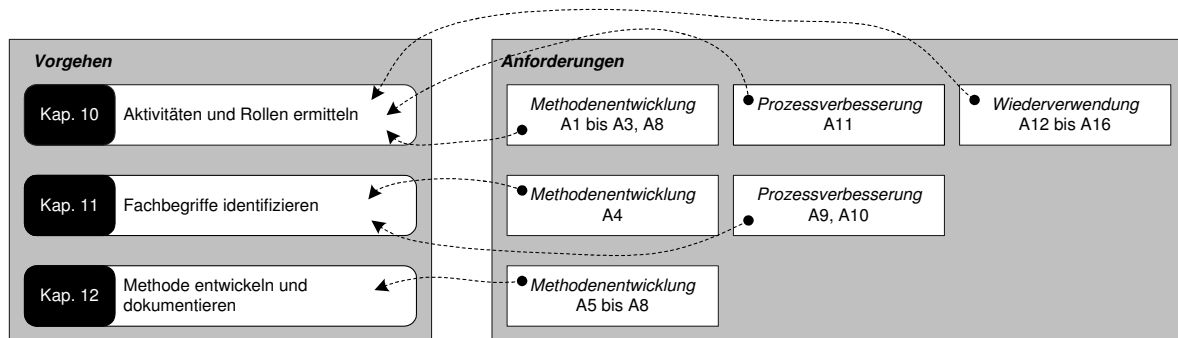 Vorgehen
Kap. 10
Aktivitäten und Rollen ermitteln
Kap. 11
Fachbegriffe identifizieren
Kap. 12
Methode entwickeln und
dokumentieren
Anforderungen
Methodenentwicklung
A1 bis A3, A8
Prozessverbesserung
A11
Wiederverwendung
A12 bis A16
Methodenentwicklung
A4
Prozessverbesserung
A9, A10
Methodenentwicklung
A5 bis A8